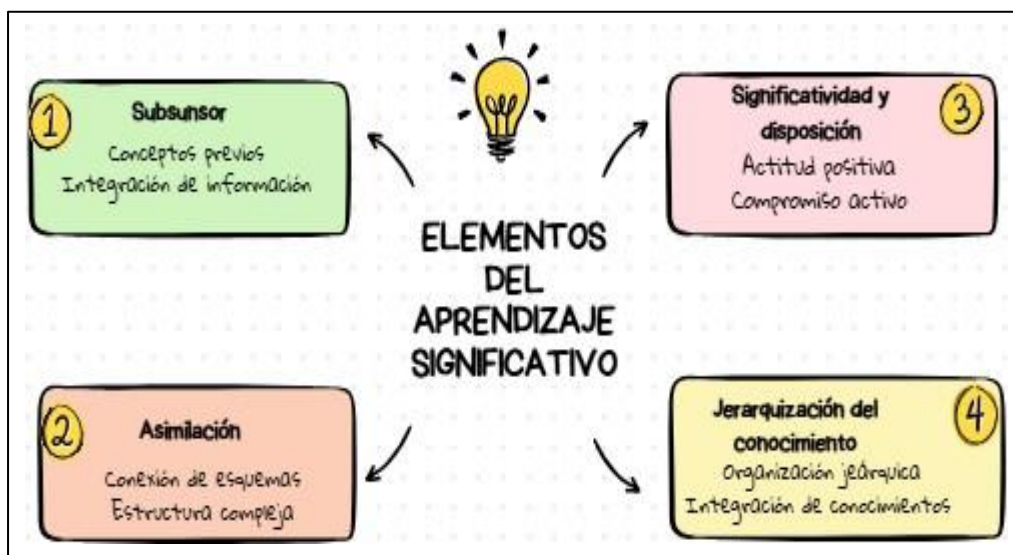 1
Subsunsor
Conceptos previos
Integración de información
3
Significatividad y
disposición
Actitud positiva
Compromiso activo
ELEMENTOS
DEL
APRENDIZAJE
SIGNIFICATIVO
2
Asimilación
Conexión de esquemas
Estructura compleja
4
Jerarquización del
conocimiento
Organización jeárquica
Integración de conocimientos